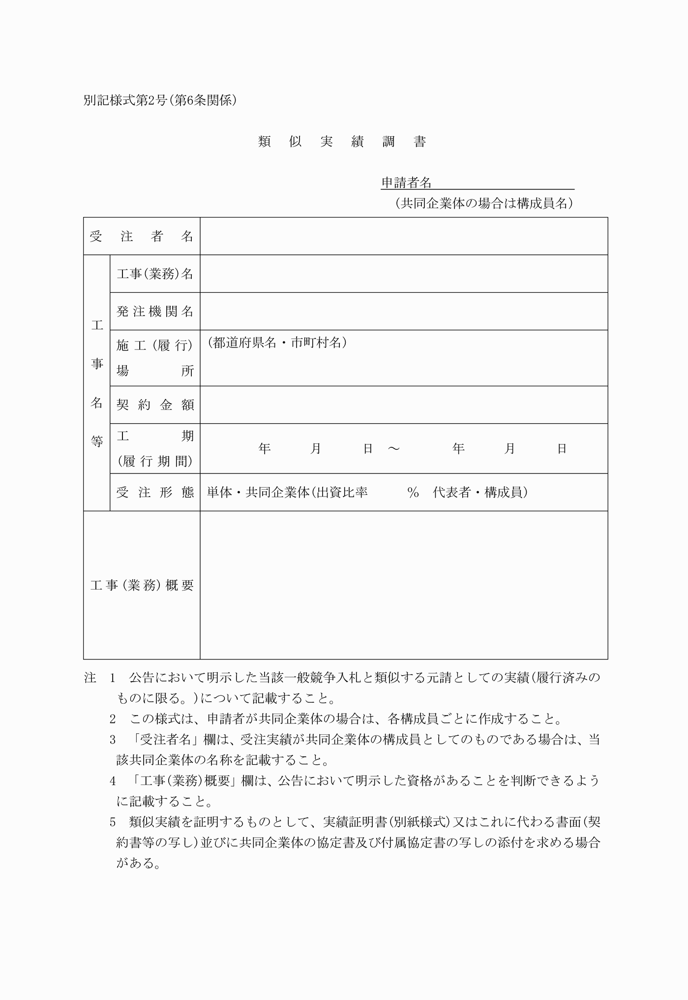 別記様式第2号(第6条関係)
類似実績調書
申請者名
(共同企業体の場合は構成員名)
受注者名
工事名等
工事(業務)名
発注機関名
施工(履行)
場所
(都道府県名・市町村名)
契約金額
工期
(履行期間)
年　月　日　～　年　月　日
受注形態
単体・共同企業体(出資比率　　　％　代表者・構成員)
工事(業務)概要
注　1　公告において明示した当該一般競争入札と類似する元請としての実績(履行済みの
ものに限る。)について記載すること。
2　この様式は、申請者が共同企業体の場合は、各構成員ごとに作成すること。
3　「受注者名」欄は、受注実績が共同企業体の構成員としてのものである場合は、当
該共同企業体の名称を記載すること。
4　「工事(業務)概要」欄は、公告において明示した資格があることを判断できるよう
に記載すること。
5　類似実績を証明するものとして、実績証明書(別紙様式)又はこれに代わる書面(契
約書等の写し)並びに共同企業体の協定書及び付属協定書の写しの添付を求める場合
がある。